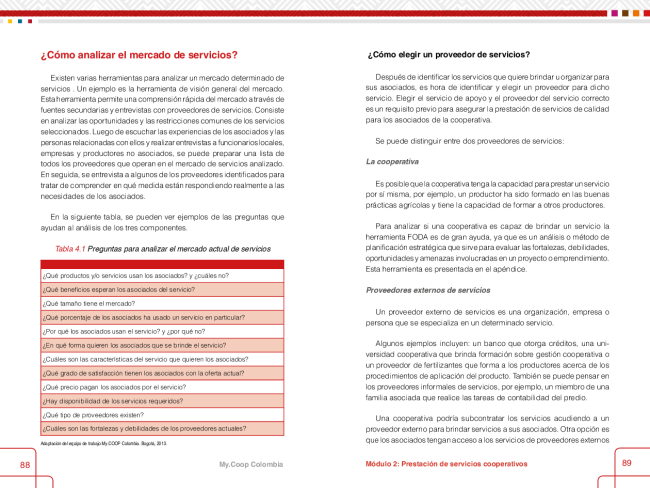 ¿Cómo analizar el mercado de servicios?
Existen varias herramientas para analizar un mercado determinado de
servicios . Un ejemplo es la herramienta de visión general del mercado.
Esta herramienta permite una comprensión rápida del mercado a través de
fuentes secundarias y entrevistas con proveedores de servicios. Consiste
en analizar las oportunidades y las restricciones comunes de los servicios
seleccionados. Luego de escuchar las experiencias de los asociados y las
personas relacionadas con ellos y realizar entrevistas a funcionarios locales,
empresas y productores no asociados, se puede preparar una lista de
todos los proveedores que operan en el mercado de servicios analizado.
En seguida, se entrevista a algunos de los proveedores identificados para
tratar de comprender en qué medida están respondiendo realmente a las
necesidades de los asociados.
En la siguiente tabla, se pueden ver ejemplos de las preguntas que
ayudan al análisis de los tres componentes.
Tabla 4.1 Preguntas para analizar el mercado actual de servicios
¿Qué productos y/o servicios usan los asociados? y ¿cuáles no?
¿Qué beneficios esperan los asociados del servicio?
¿Qué tamaño tiene el mercado?
¿Qué porcentaje de los asociados ha usado un servicio en particular?
¿Por qué los asociados usan el servicio? y ¿por qué no?
¿En qué forma quieren los asociados que se brinde el servicio?
¿Cuáles son las características del servicio que quieren los asociados?
¿Qué grado de satisfacción tienen los asociados con la oferta actual?
¿Qué precio pagan los asociados por el servicio?
¿Hay disponibilidad de los servicios requeridos?
¿Qué tipo de proveedores existen?
¿Cuáles son las fortalezas y debilidades de los proveedores actuales?
Adaptación del equipo de trabajo My.COOP Colombia. Bogotá, 2013.
88
My.Coop Colombia
¿Cómo elegir un proveedor de servicios?
Después de identificar los servicios que quiere brindar u organizar para
sus asociados, es hora de identificar y elegir un proveedor para dicho
servicio. Elegir el servicio de apoyo y el proveedor del servicio correcto
es un requisito previo para asegurar la prestación de servicios de calidad
para los asociados de la cooperativa.
Se puede distinguir entre dos proveedores de servicios:
La cooperativa
Es posible que la cooperativa tenga la capacidad para prestar un servicio
por sí misma, por ejemplo, un productor ha sido formado en las buenas
prácticas agrícolas y tiene la capacidad de formar a otros productores.
Para analizar si una cooperativa es capaz de brindar un servicio la
herramienta FODA es de gran ayuda, ya que es un análisis o método de
planificación estratégica que sirve para evaluar las fortalezas, debilidades,
oportunidades y amenazas involucradas en un proyecto o emprendimiento.
Esta herramienta es presentada en el apéndice.
Proveedores externos de servicios
Un proveedor externo de servicios es una organización, empresa o
persona que se especializa en un determinado servicio.
Algunos ejemplos incluyen: un banco que otorga créditos, una uni-
versidad cooperativa que brinda formación sobre gestión cooperativa o
un proveedor de fertilizantes que forma a los productores acerca de los
procedimientos de aplicación del producto. También se puede pensar en
los proveedores informales de servicios, por ejemplo, un miembro de una
familia asociada que realice las tareas de contabilidad del predio.
Una cooperativa podría subcontratar los servicios acudiendo a un
proveedor externo para brindar servicios a sus asociados. Otra opción es
que los asociados tengan acceso a los servicios de proveedores externos
Módulo 2: Prestación de servicios cooperativos
89